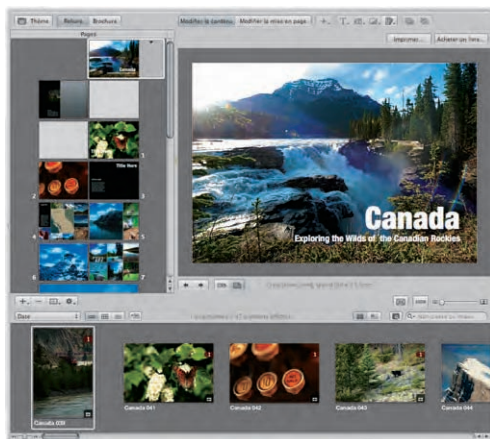 Thème Reliure Brochure
Modifier le contenu Modifier la mise en page
Pages
Imprimer... Acheter un livre...
1
Title Here
2 3
4 5
6 7
Canada
Exploring the Wilds of the Canadian Rockies
Date
Canada 039
Canada 041
Canada 042
Canada 043
Canada 044